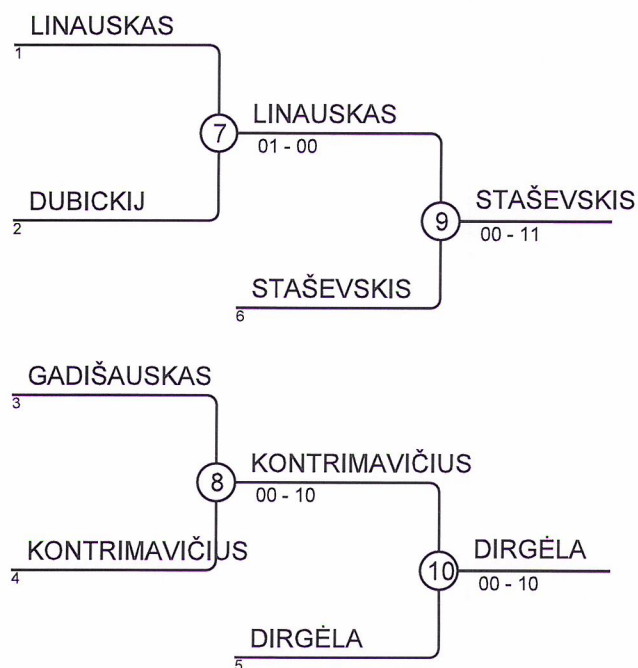 LINAUSKAS
1
7
LINAUSKAS
01 - 00
DUBICKIJ
2
9
STAŠEVSKIS
00 - 11
STAŠEVSKIS
6
GADIŠAUSKAS
3
8
KONTRIMAVIČIUS
00 - 10
KONTRIMAVIČIUS
4
10
DIRGĖLA
00 - 10
DIRGĖLA
5